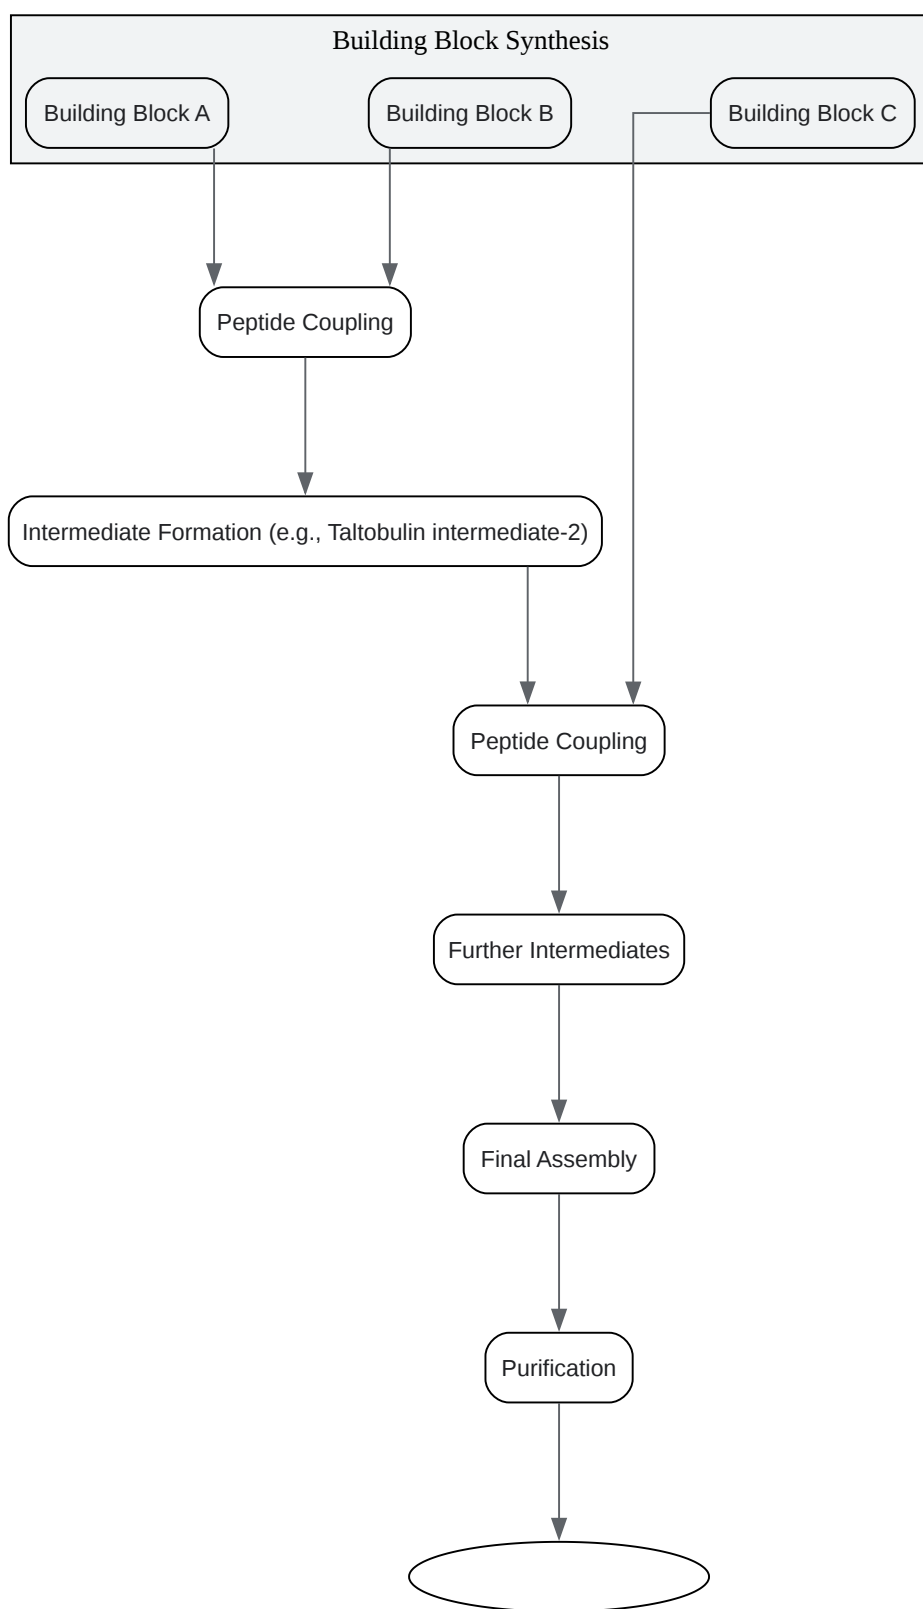 Building Block Synthesis
Building Block A
Building Block B
Building Block C
Peptide Coupling
Intermediate Formation (e.g., Taltobulin intermediate-2)
Peptide Coupling
Further Intermediates
Final Assembly
Purification